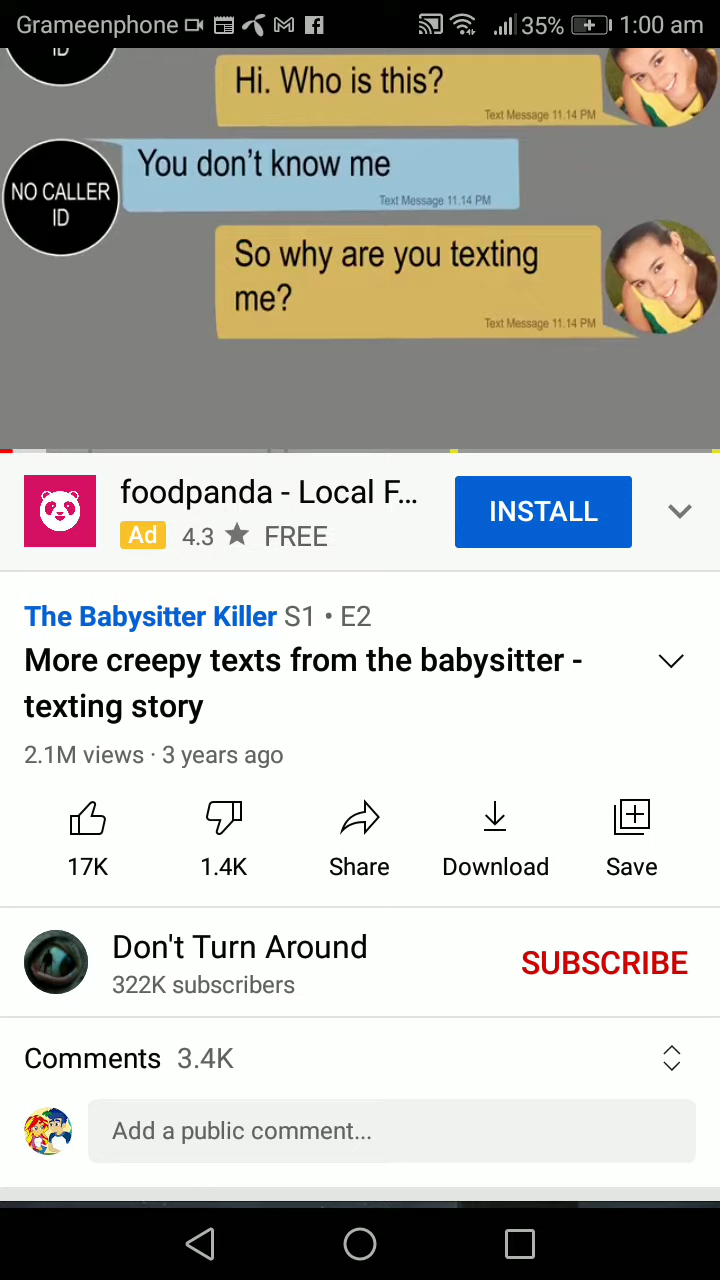 Grameenphone 35% 1:00 am
ID
Hi. Who is this?
Text Message 11.14 PM
NO CALLER
ID
You don't know me
Text Message 11.14 PM
So why are you texting
me?
Text Message 11.14 PM
foodpanda - Local F...
Ad 4.3 ★ FREE
INSTALL
The Babysitter Killer S1 • E2
More creepy texts from the babysitter -
texting story
2.1M views · 3 years ago
17K 1.4K Share Download Save
Don't Turn Around
322K subscribers
SUBSCRIBE
Comments 3.4K
Add a public comment...